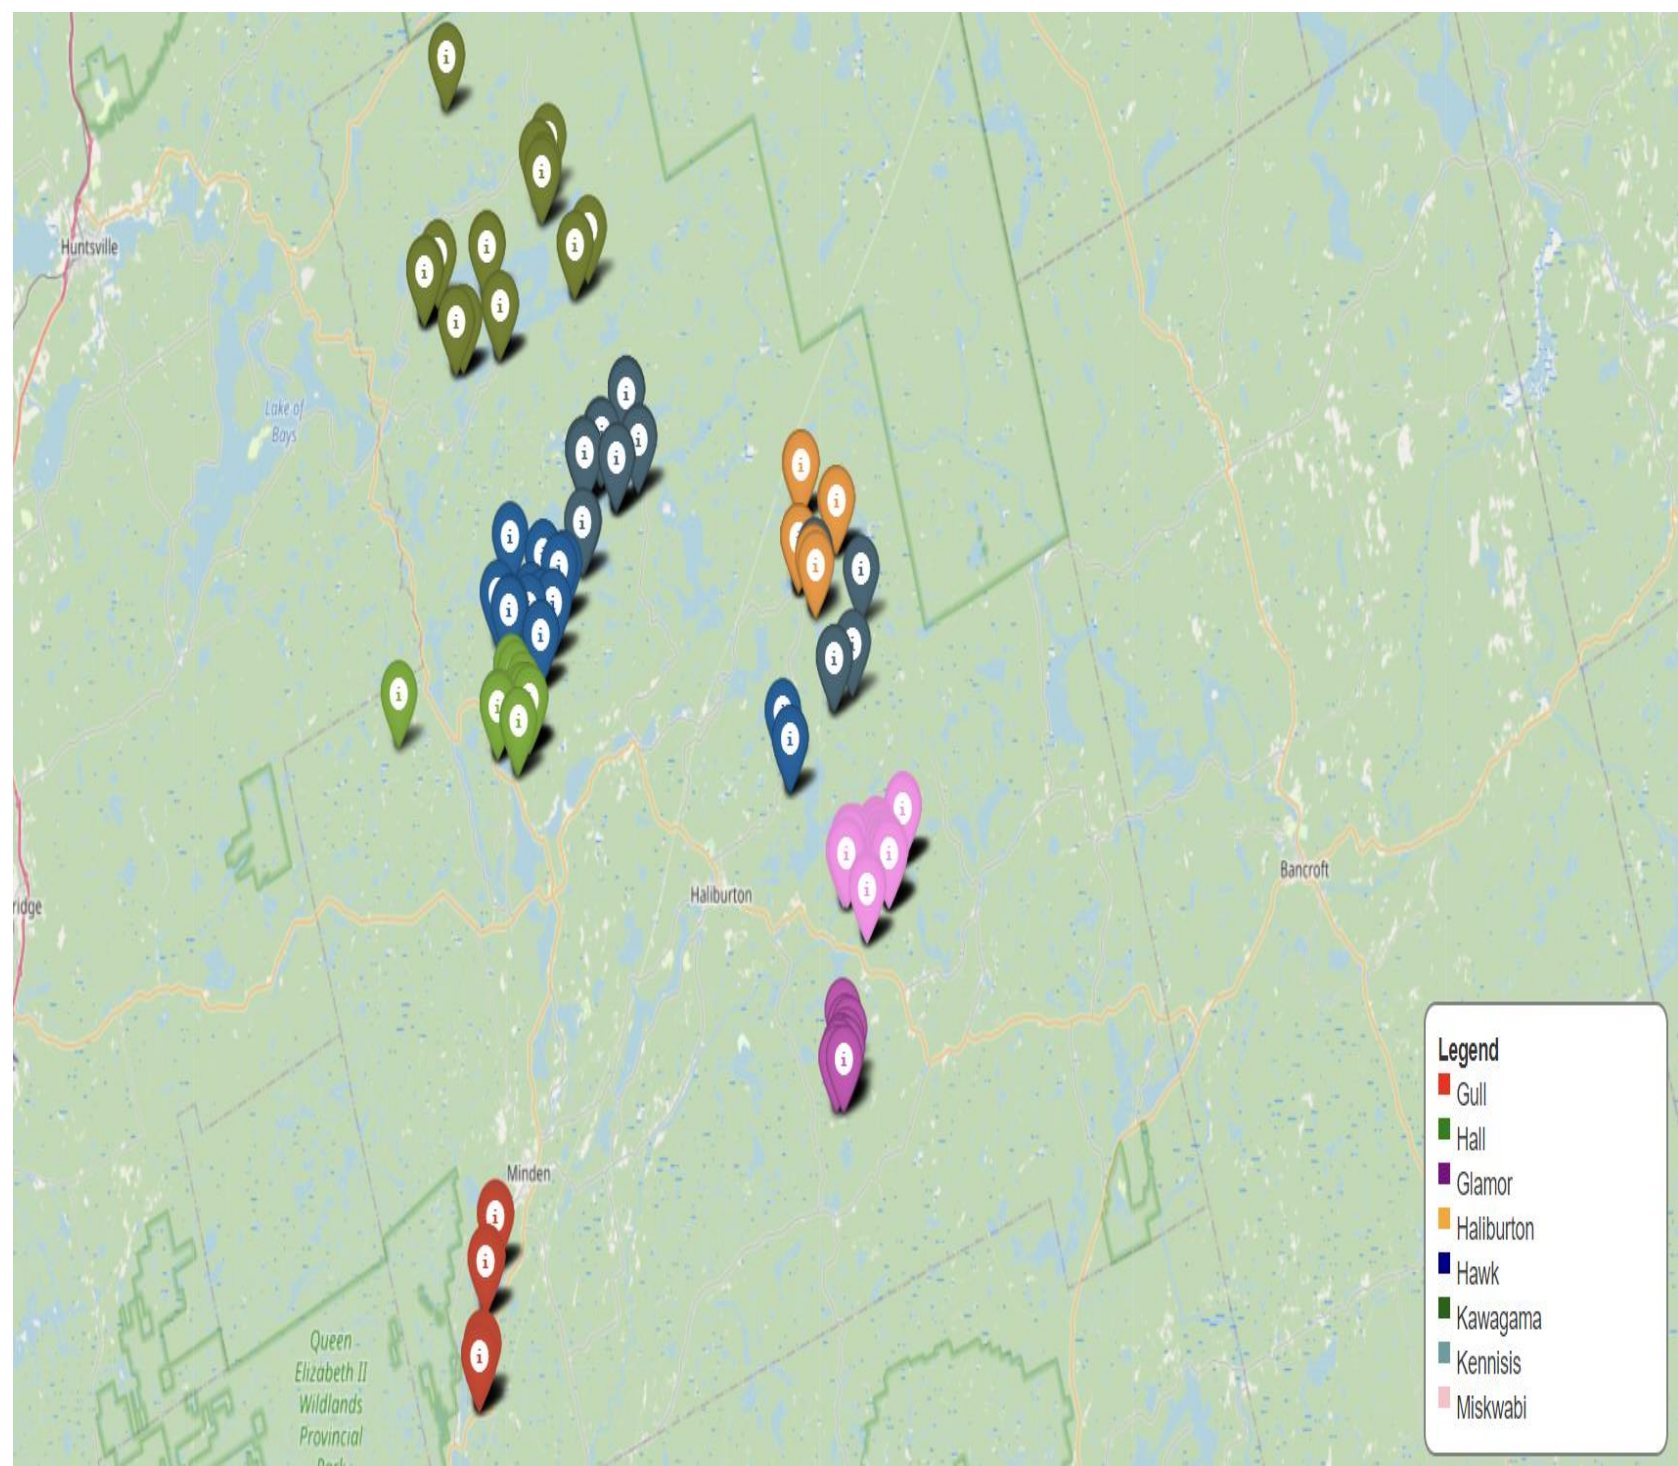 Huntsville
Lake of
Bays
ridge
Haliburton
Bancroft
Minden
Queen
Elizabeth II
Wildlands
Provincial
Legend
Gull
Hall
Glamor
Haliburton
Hawk
Kawagama
Kennisis
Miskwabi